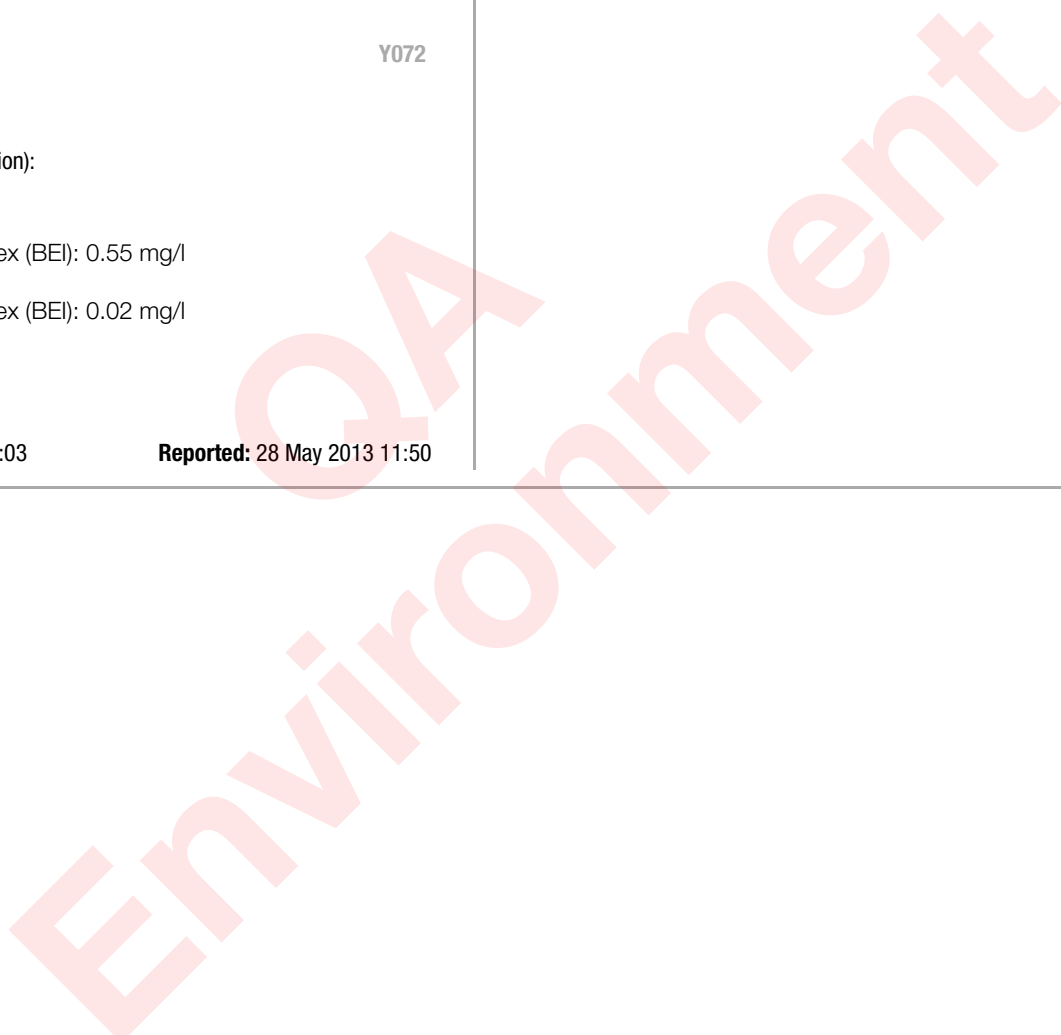 Y072
ion):
ex (BEI): 0.55 mg/l
ex (BEI): 0.02 mg/l
:03 Reported: 28 May 2013 11:50
QA
Environment